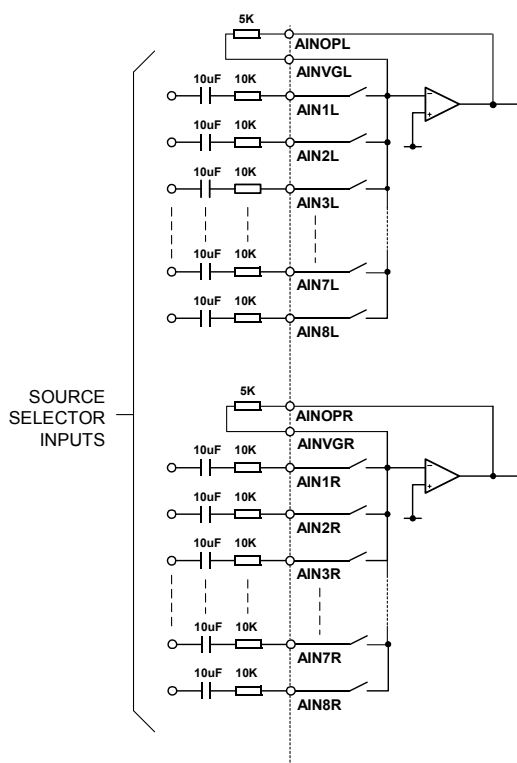 5K
AINOPL
AINVGL
10uF 10K
AIN1L
10uF 10K
AIN2L
10uF 10K
AIN3L
10uF 10K
AIN7L
10uF 10K
AIN8L
SOURCE
SELECTOR
INPUTS
5K
AINOPR
AINVGR
10uF 10K
AIN1R
10uF 10K
AIN2R
10uF 10K
AIN3R
10uF 10K
AIN7R
10uF 10K
AIN8R